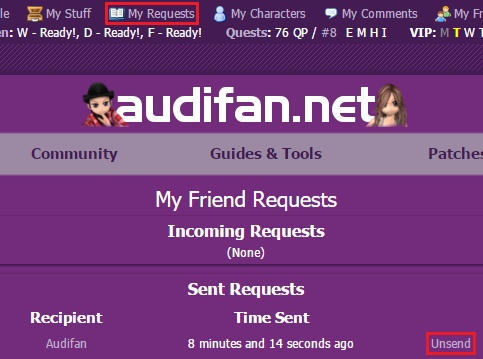 le My Stuff My Requests My Characters My Comments My Fr
en: W - Ready!, D - Ready!, F - Ready! Quests: 76 QP / #8 E M H I VIP: M T W T
audifan.net
Community Guides & Tools Patches
My Friend Requests
Incoming Requests
(None)
Sent Requests
Recipient Time Sent
Audifan 8 minutes and 14 seconds ago Unsend